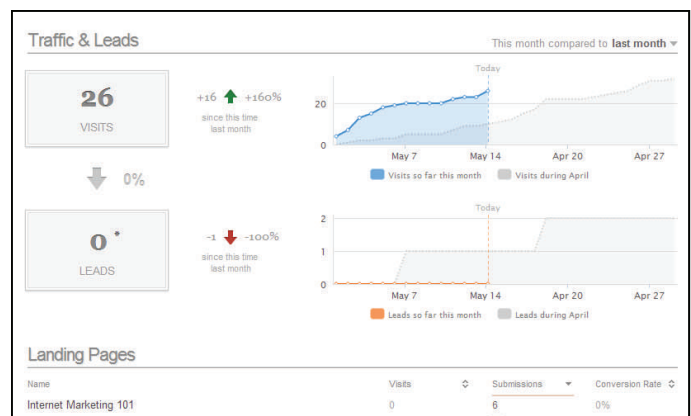 Traffic & Leads
This month compared to last month
26
VISITS
+16 +160%
since this time
last month
0%
Today
20
0
May 7 May 14 Apr 20 Apr 27
Visits so far this month Visits during April
0*
LEADS
-1 -100%
since this time
last month
Today
2
1
0
May 7 May 14 Apr 20 Apr 27
Leads so far this month Leads during April
Landing Pages
Name Visits Submissions Conversion Rate
Internet Marketing 101 0 6 0%